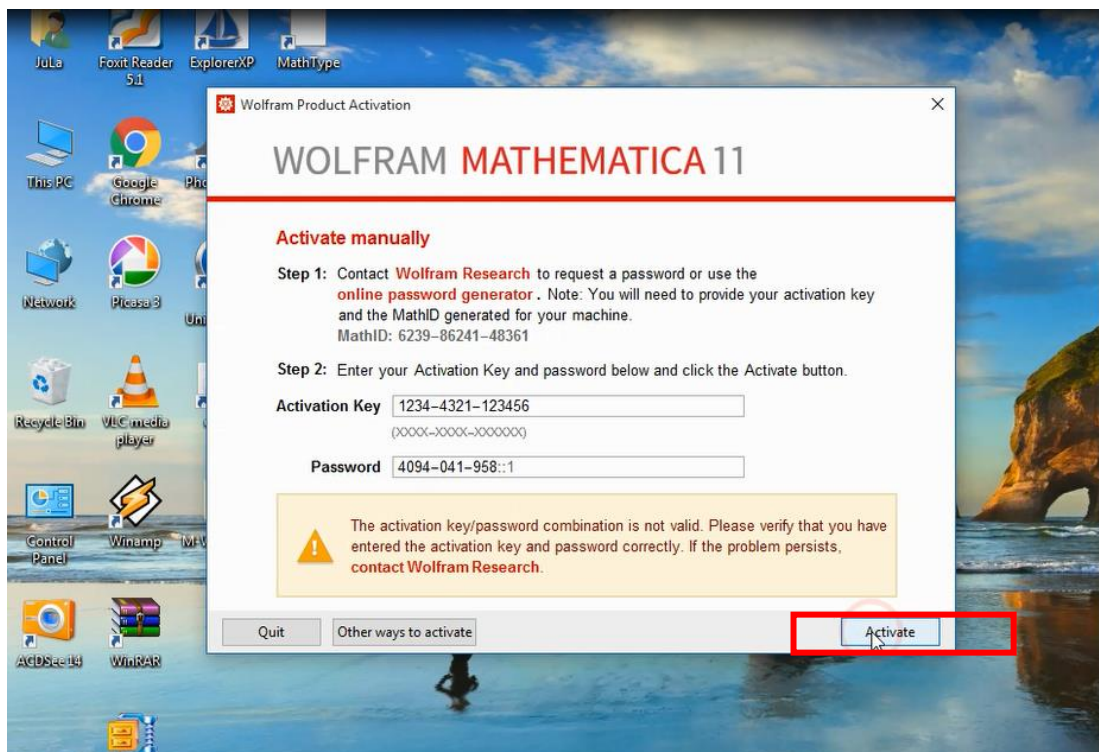 JuLa
Foxit Reader
5.1
ExplorerXP
MathType
This PC
Google
Chrome
Network
Picasa 3
Recycle Bin
VLC media
player
Control
Panel
Winamp
ACDSee 14
WinRAR
Wolfram Product Activation
WOLFRAM MATHEMATICA 11
Activate manually
Step 1: Contact Wolfram Research to request a password or use the
online password generator . Note: You will need to provide your activation key
and the MathID generated for your machine.
MathID: 6239–86241–48361
Step 2: Enter your Activation Key and password below and click the Activate button.
Activation Key 1234–4321–123456
(XXXX–XXXX–XXXXXX)
Password 4094–041–958::1
The activation key/password combination is not valid. Please verify that you have
entered the activation key and password correctly. If the problem persists,
contact Wolfram Research.
Quit
Other ways to activate
Activate